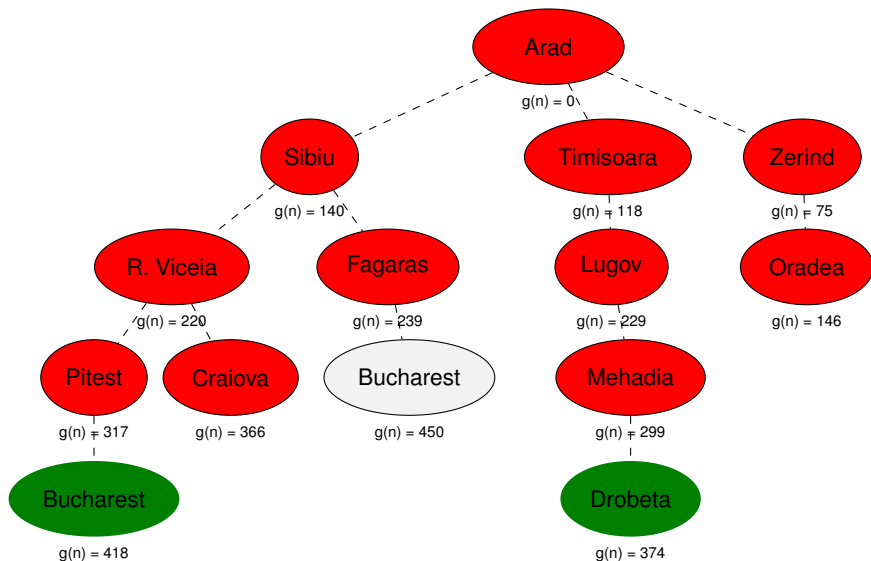 Arad
g(n) = 0
Sibiu
Timisoara
Zerind
g(n) = 140
g(n) = 118
g(n) = 75
R. Viceia
Fagaras
Lugov
Oradea
g(n) = 220
g(n) = 239
g(n) = 229
g(n) = 146
Pitest
Craiova
Bucharest
Mehadia
g(n) = 317
g(n) = 366
g(n) = 450
g(n) = 299
Bucharest
Drobeta
g(n) = 418
g(n) = 374